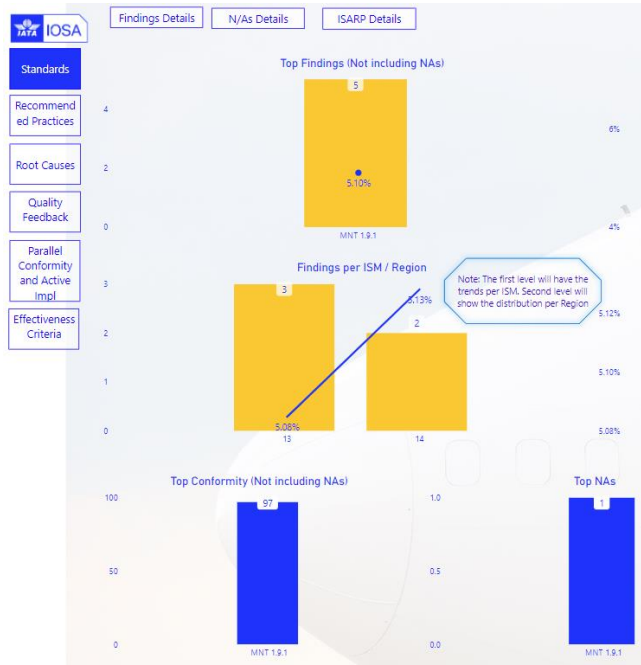 Findings Details
N/As Details
ISARP Details
IATA IOSA
Standards
Recommend
ed Practices
Root Causes
Quality
Feedback
Parallel
Conformity
and Active
Impl
Effectiveness
Criteria
Top Findings (Not including NAs)
5
4
2
0
6%
4%
5.10%
MNT 1.9.1
Findings per ISM / Region
Note: The first level will have the
trends per ISM. Second level will
show the distribution per Region
3
2
1
0
3
5.13%
2
5.08%
13
14
5.12%
5.10%
5.08%
Top Conformity (Not including NAs)
100
50
0
97
MNT 1.9.1
Top NAs
1.0
0.5
0.0
1
MNT 1.9.1